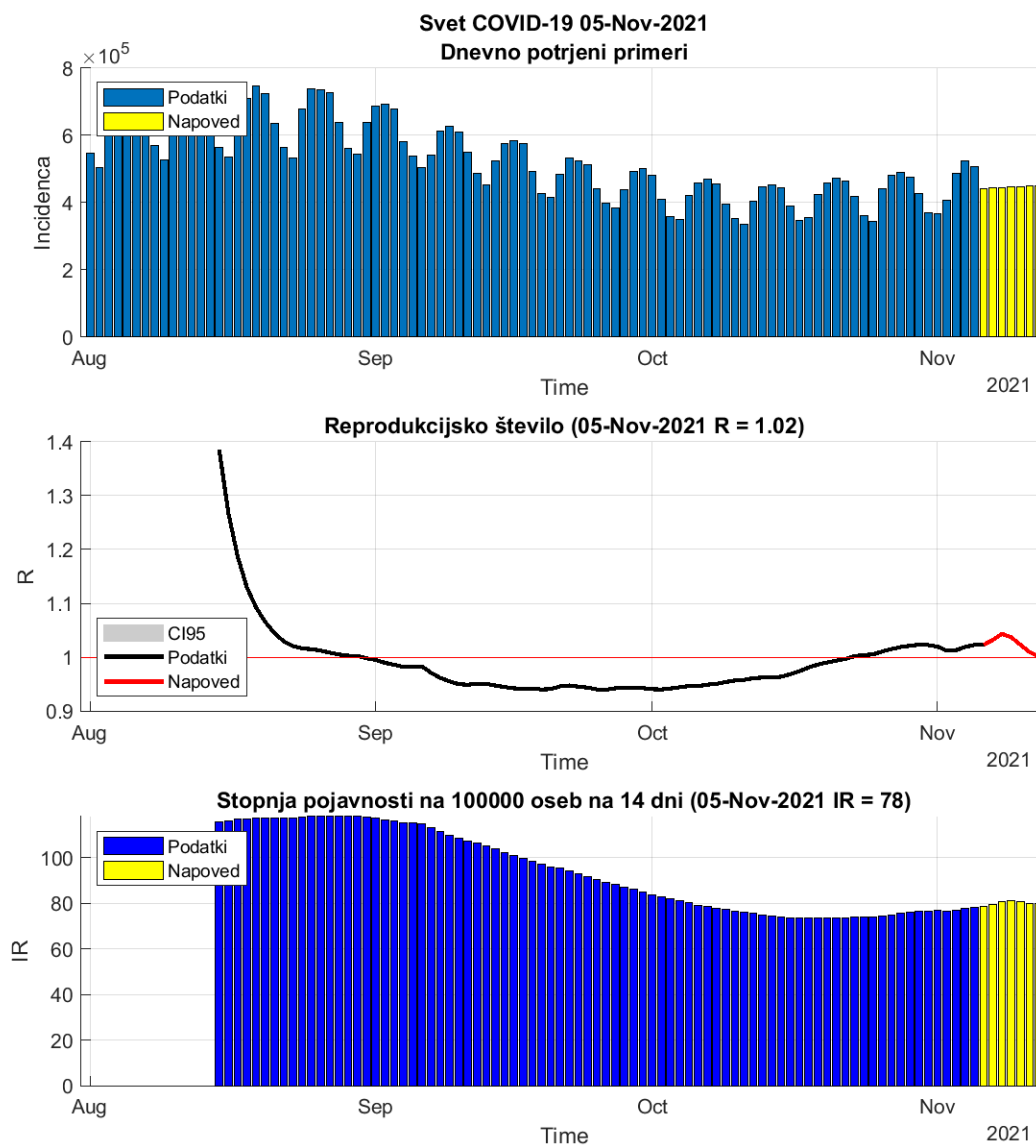 Svet COVID-19 05-Nov-2021
Dnevno potrjeni primeri
×10^5
8
6
4
2
0
Incidenca
Podatki
Napoved
Aug
Sep
Oct
Nov
Time
2021
Reprodukcijsko število (05-Nov-2021 R = 1.02)
1.4
1.3
1.2
1.1
1
0.9
R
CI95
Podatki
Napoved
Aug
Sep
Oct
Nov
Time
2021
Stopnja pojavnosti na 100000 oseb na 14 dni (05-Nov-2021 IR = 78)
100
80
60
40
20
0
IR
Podatki
Napoved
Aug
Sep
Oct
Nov
Time
2021